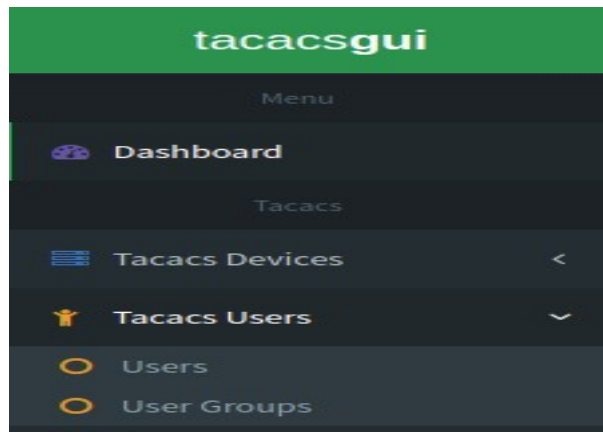 tacacsgui
Menu
Dashboard
Tacacs
Tacacs Devices
Tacacs Users
Users
User Groups